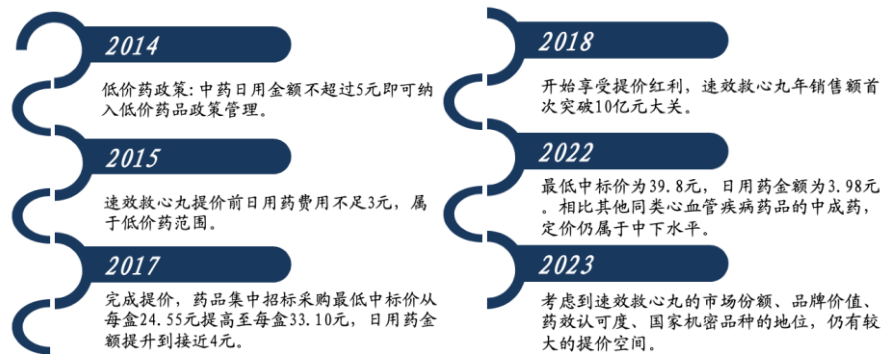 2014
低价药政策:中药日用金额不超过5元即可纳
入低价药品政策管理。
2015
速效救心丸提价前日用药费用不足3元，属
于低价药范围。
2017
完成提价，药品集中招标采购最低中标价从
每盒24.55元提高至每盒33.10元，日用药金
额提升到接近4元。
2018
开始享受提价红利，速效救心丸年销售额首
次突破10亿元大关。
2022
最低中标价为39.8元，日用药金额为3.98元
。相比其他同类心血管疾病药品的中成药，
定价仍属于中下水平。
2023
考虑到速效救心丸的市场份额、品牌价值、
药效认可度、国家机密品种的地位，仍有较
大的提价空间。